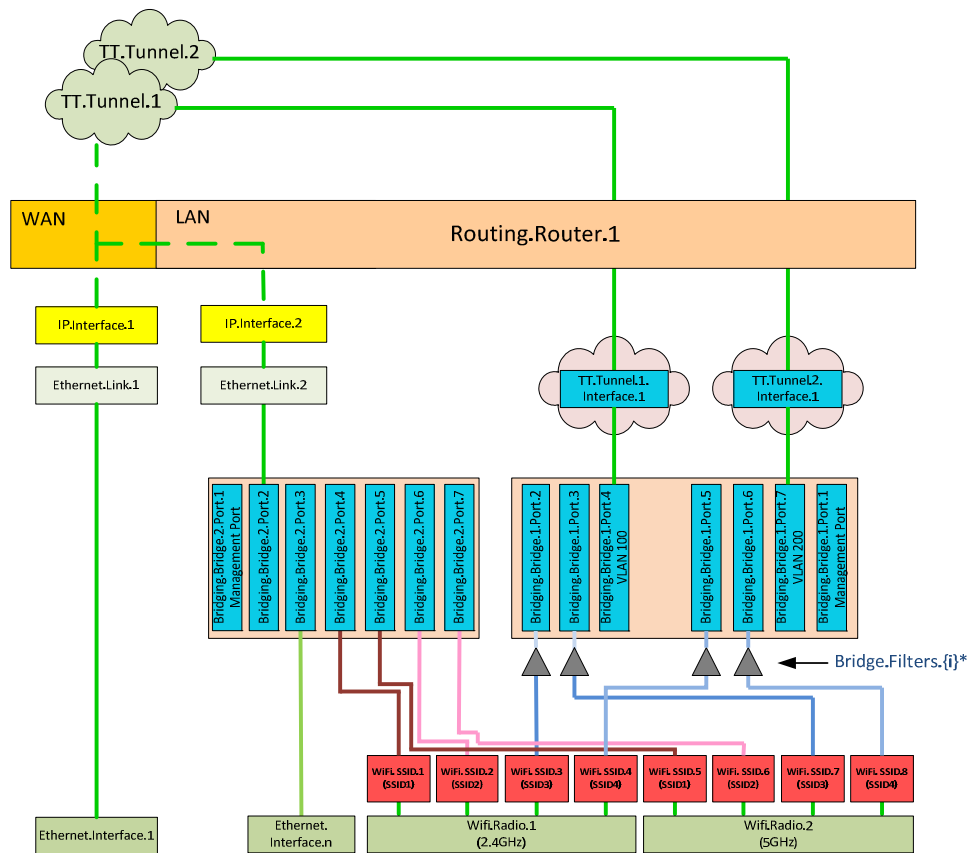 TT.Tunnel.2
TT.Tunnel.1
WAN
LAN
Routing.Router.1
IP.Interface.1
IP.Interface.2
Ethernet.Link.1
Ethernet.Link.2
TT.Tunnel.1.
Interface.1
TT.Tunnel.2.
Interface.1
Bridging.Bridge.2.Port.1
Management Port
Bridging.Bridge.2.Port.2
Bridging.Bridge.2.Port.3
Bridging.Bridge.2.Port.4
Bridging.Bridge.2.Port.5
Bridging.Bridge.2.Port.6
Bridging.Bridge.2.Port.7
Bridging.Bridge.1.Port.2
Bridging.Bridge.1.Port.3
Bridging.Bridge.1.Port.4
VLAN 100
Bridging.Bridge.1.Port.5
Bridging.Bridge.1.Port.6
Bridging.Bridge.1.Port.7
VLAN 200
Bridging.Bridge.1.Port.1
Management Port
Bridge.Filters.{i}*
WiFi. SSID.1
(SSID1)
WiFi. SSID.2
(SSID2)
WiFi. SSID.3
(SSID3)
WiFi. SSID.4
(SSID4)
WiFi. SSID.5
(SSID1)
WiFi. SSID.6
(SSID2)
WiFi. SSID.7
(SSID3)
WiFi. SSID.8
(SSID4)
Ethernet.Interface.1
Ethernet.
Interface.n
Wifi.Radio.1
(2.4GHz)
Wifi.Radio.2
(5GHz)